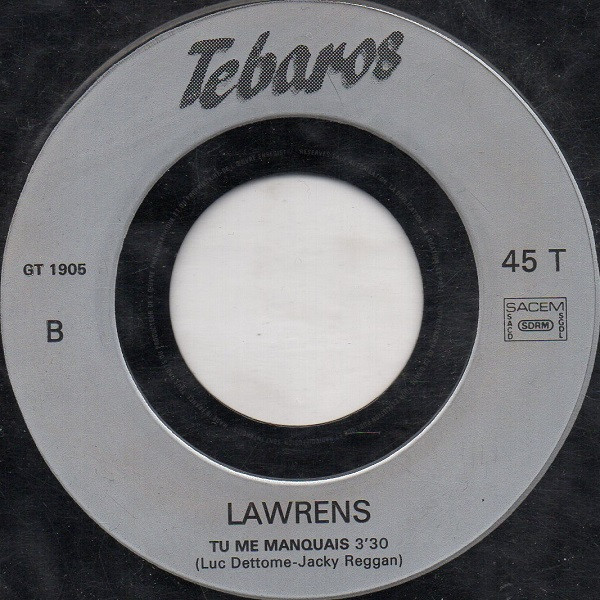 Tebaros
GT 1905
45 T
B
SACEM
SACD
SDRM
SGDL
LAWRENS
TU ME MANQUAIS 3'30
(Luc Dettome-Jacky Reggan)